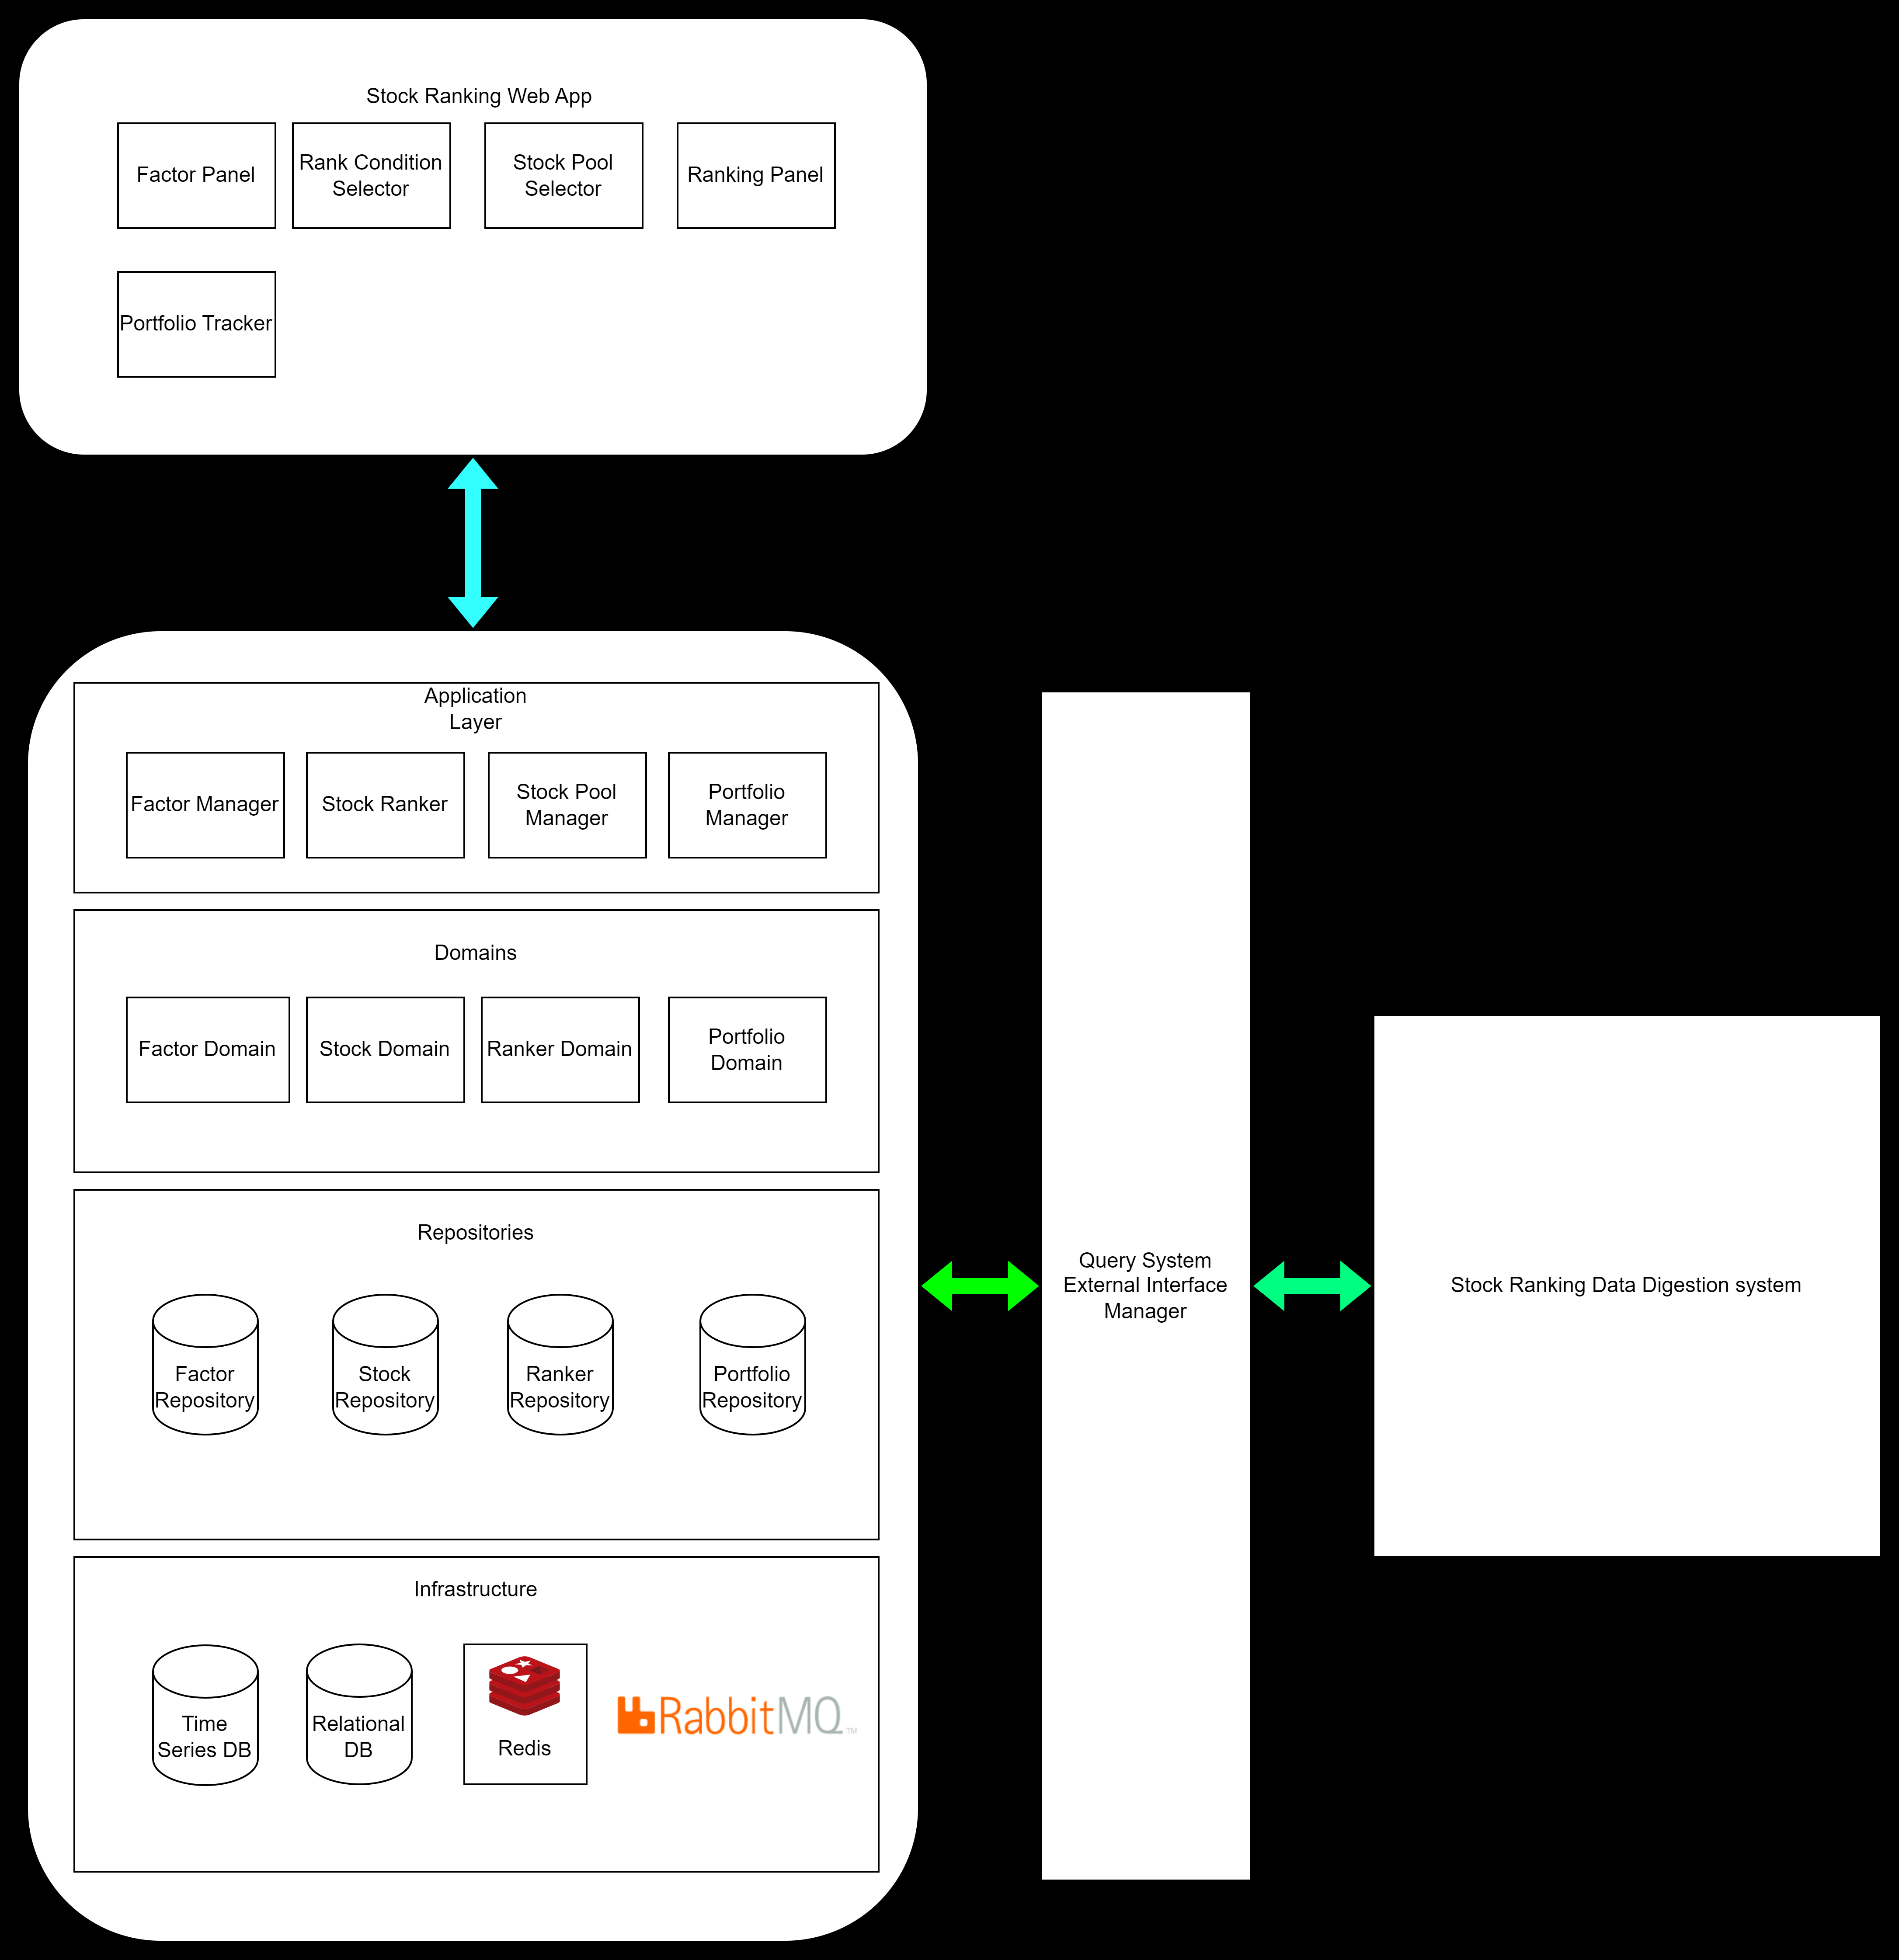 Stock Ranking Web App
Factor Panel
Rank Condition
Selector
Stock Pool
Selector
Ranking Panel
Portfolio Tracker
Application
Layer
Factor Manager
Stock Ranker
Stock Pool
Manager
Portfolio
Manager
Domains
Factor Domain
Stock Domain
Ranker Domain
Portfolio
Domain
Repositories
Factor
Repository
Stock
Repository
Ranker
Repository
Portfolio
Repository
Infrastructure
Time
Series DB
Relational
DB
Redis
RabbitMQ™
Query System
External Interface
Manager
Stock Ranking Data Digestion system